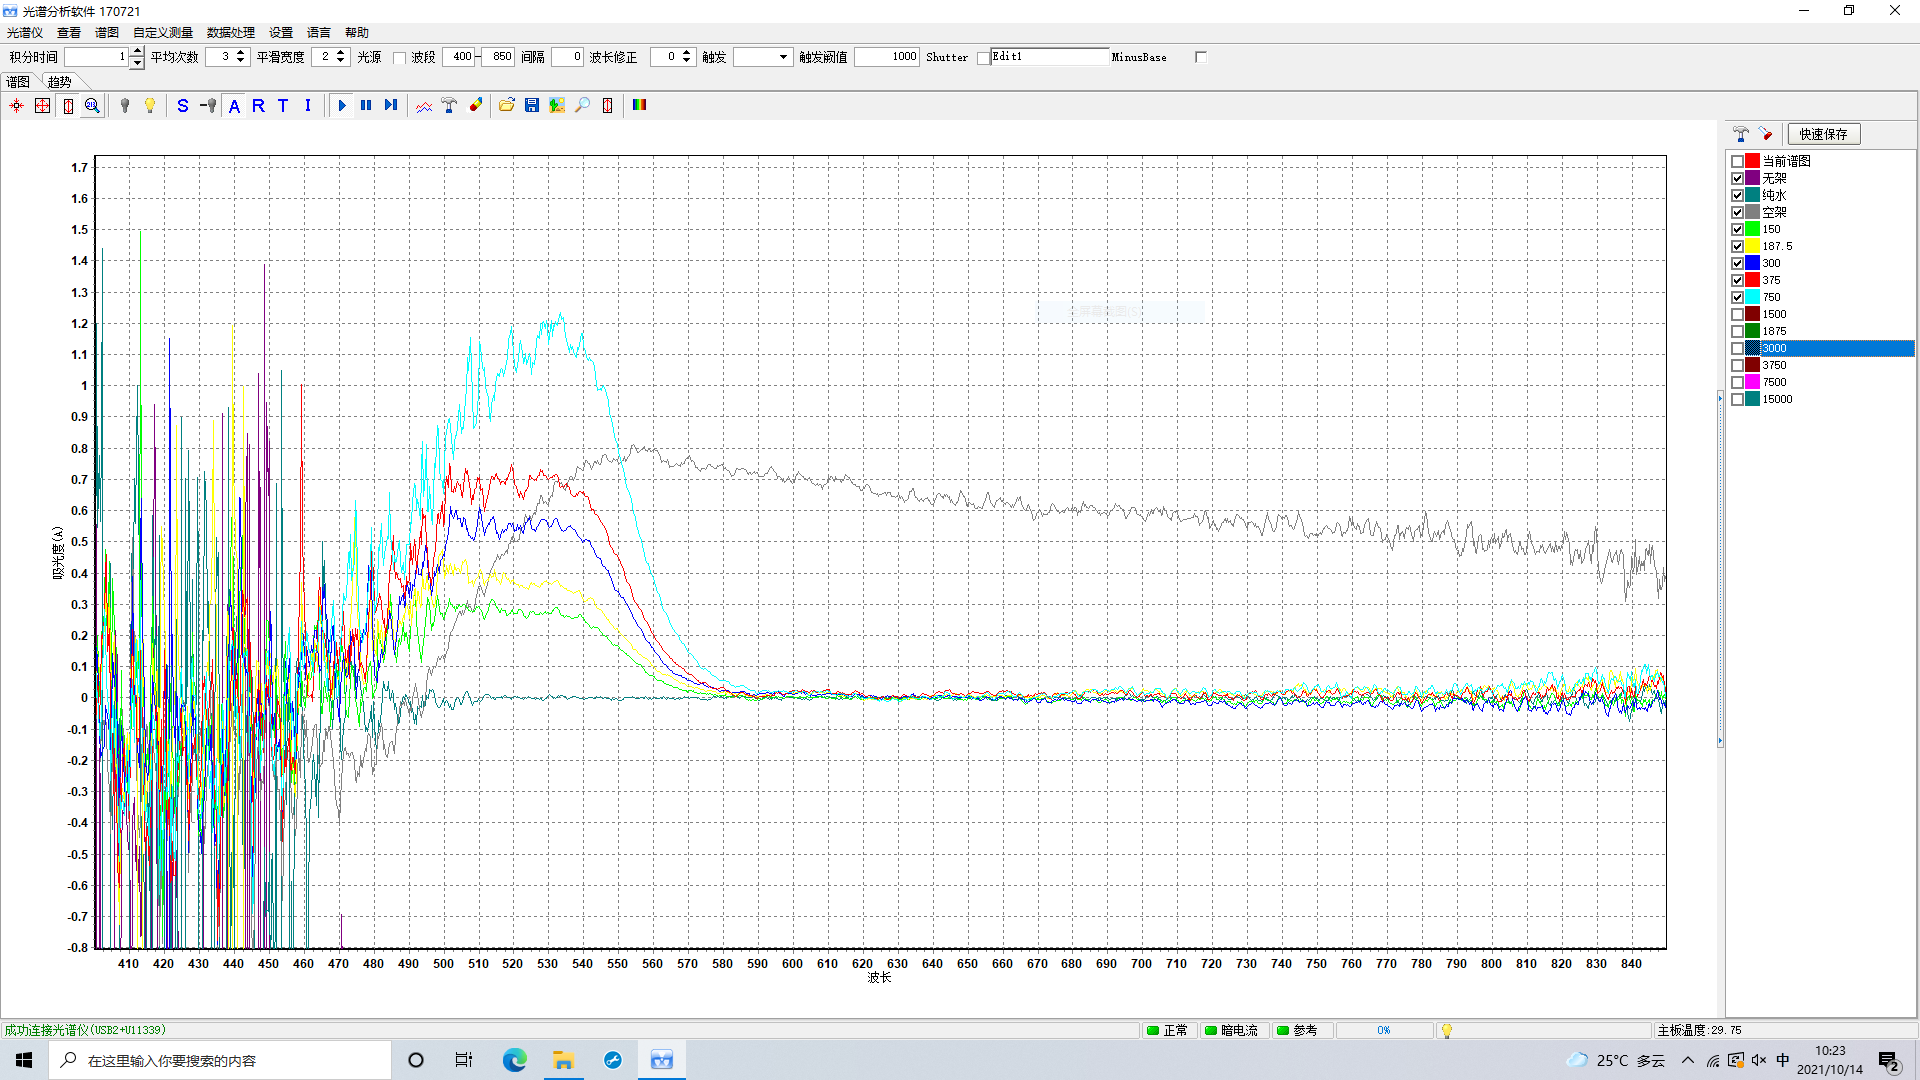 光谱分析软件 170721
光谱仪 查看 谱图 自定义测量 数据处理 设置 语言 帮助
积分时间 1 平均次数 3 平滑宽度 2 光源 波段 400 - 850 间隔 0 波长修正 0 触发 触发阈值 1000 Shutter Edit1 MinusBase
谱图 趋势
S A R T I
快速保存
当前谱图
无架
纯水
空架
150
187.5
300
375
750
1500
1875
3000
3750
7500
15000
1.7
1.6
1.5
1.4
1.3
1.2
1.1
1
0.9
0.8
0.7
0.6
0.5
0.4
0.3
0.2
0.1
0
-0.1
-0.2
-0.3
-0.4
-0.5
-0.6
-0.7
-0.8
吸光度(A)
410 420 430 440 450 460 470 480 490 500 510 520 530 540 550 560 570 580 590 600 610 620 630 640 650 660 670 680 690 700 710 720 730 740 750 760 770 780 790 800 810 820 830 840
波长
成功连接光谱仪(USB2+U11339) 正常 暗电流 参考 0% 主板温度:29.75
在这里输入你要搜索的内容 25°C 多云 中 10:23
2021/10/14 2